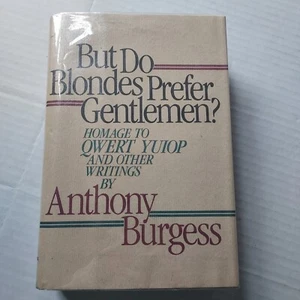 But Do
Blondes Prefer
Gentlemen?
HOMAGE TO
QWERT YUIOP
AND OTHER
WRITINGS
BY
Anthony
Burgess